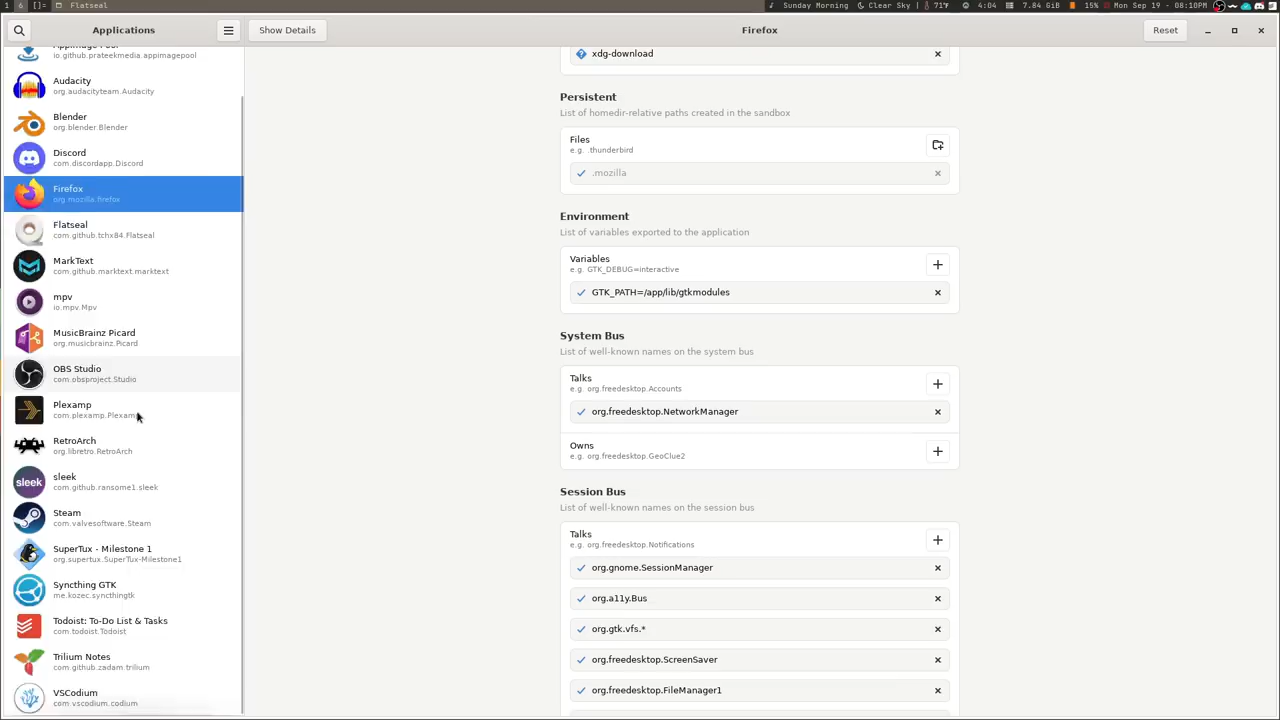 1 6 []= Flatseal
Sunday Morning Clear Sky 71°F 4:04 7.84 GiB 15% Mon Sep 19 - 08:10PM
Applications
Show Details
Firefox
Reset
io.github.prateekmedia.appimagepool
Audacity
org.audacityteam.Audacity
Blender
org.blender.Blender
Discord
com.discordapp.Discord
Firefox
org.mozilla.firefox
Flatseal
com.github.tchx84.Flatseal
MarkText
com.github.marktext.marktext
mpv
io.mpv.Mpv
MusicBrainz Picard
org.musicbrainz.Picard
OBS Studio
com.obsproject.Studio
Plexamp
com.plexamp.Plexamp
RetroArch
org.libretro.RetroArch
sleek
sleek
com.github.ransome1.sleek
Steam
com.valvesoftware.Steam
SuperTux - Milestone 1
org.supertux.SuperTux-Milestone1
Syncthing GTK
me.kozec.syncthingtk
Todoist: To-Do List & Tasks
com.todoist.Todoist
Trilium Notes
com.github.zadam.trilium
VSCodium
com.vscodium.codium
xdg-download
Persistent
List of homedir-relative paths created in the sandbox
Files
e.g. .thunderbird
.mozilla
Environment
List of variables exported to the application
Variables
e.g. GTK_DEBUG=interactive
GTK_PATH=/app/lib/gtkmodules
System Bus
List of well-known names on the system bus
Talks
e.g. org.freedesktop.Accounts
org.freedesktop.NetworkManager
Owns
e.g. org.freedesktop.GeoClue2
Session Bus
List of well-known names on the session bus
Talks
e.g. org.freedesktop.Notifications
org.gnome.SessionManager
org.a11y.Bus
org.gtk.vfs.*
org.freedesktop.ScreenSaver
org.freedesktop.FileManager1